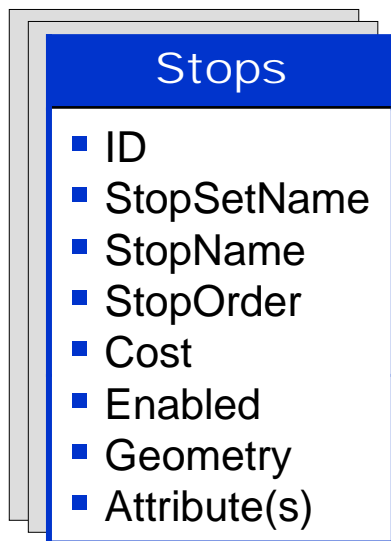 Stops
ID
StopSetName
StopName
StopOrder
Cost
Enabled
Geometry
Attribute(s)